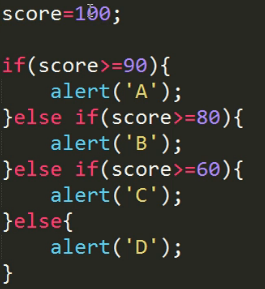 score=100;
if(score>=90){
alert('A');
}else if(score>=80){
alert('B');
}else if(score>=60){
alert('C');
}else{
alert('D');
}